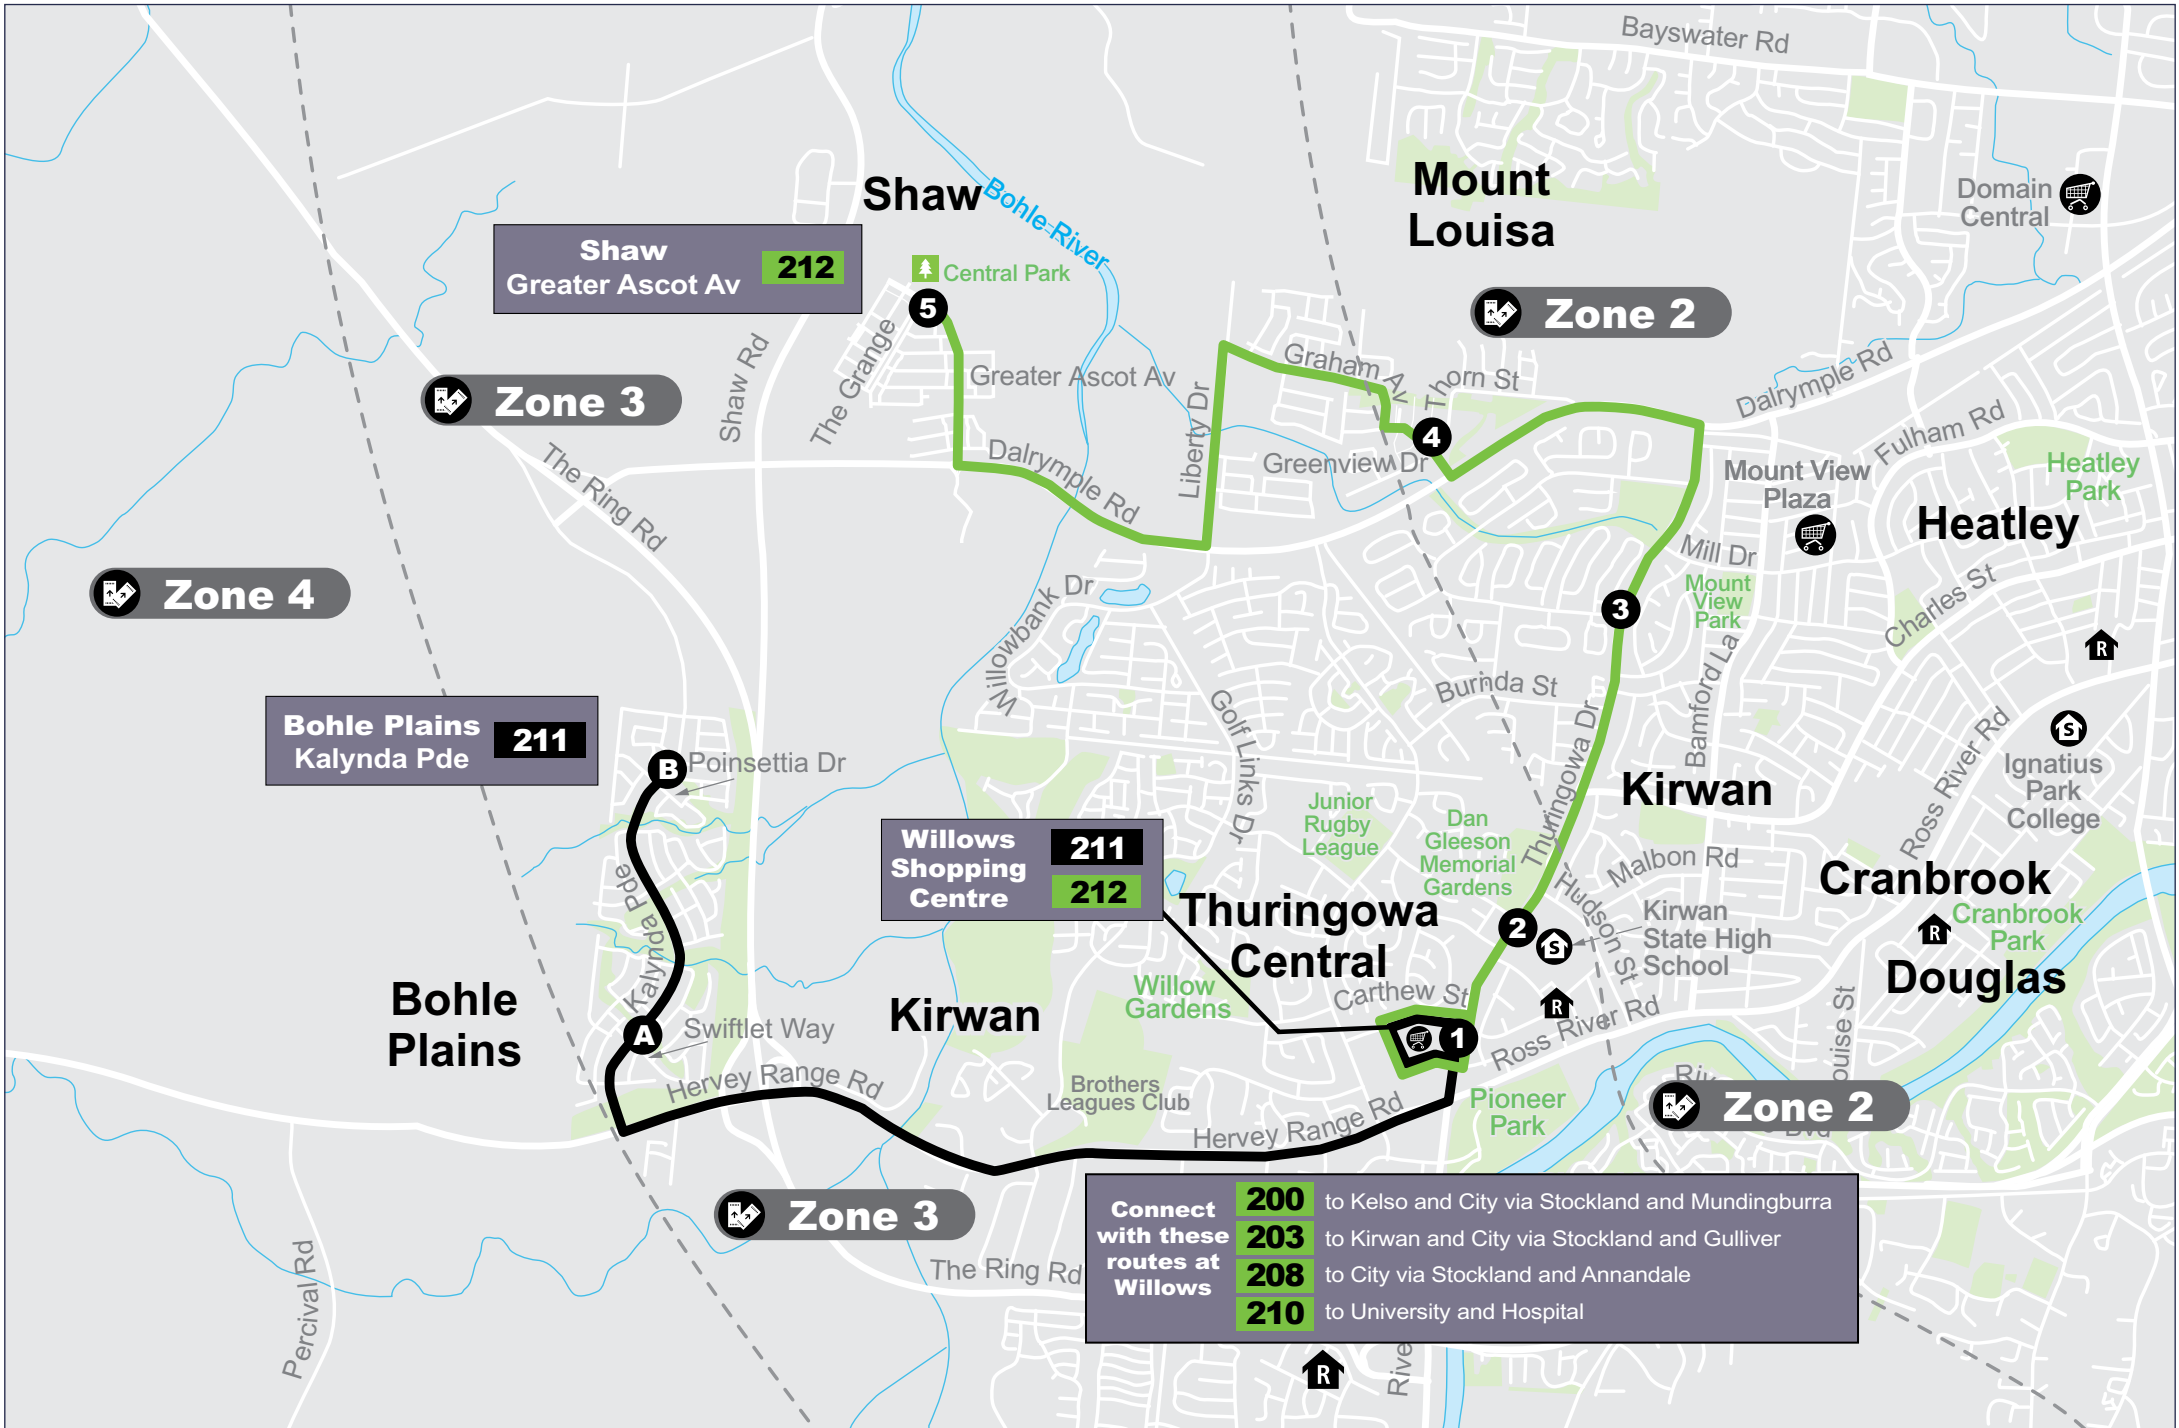 Bayswater Rd
Shaw
Bohle River
Mount
Louisa
Domain
Central
Shaw
Greater Ascot Av
212
Central Park
5
Zone 2
Zone 3
Shaw Rd
The Grange
Greater Ascot Av
Liberty Dr
Graham Av
Thorn St
4
Dalrymple Rd
Fulham Rd
Heatley
Park
Heatley
Mount View
Plaza
The Ring Rd
Dalrymple Rd
Greenview Dr
Mill Dr
Mount
View
Park
3
Charles St
Zone 4
Willowbank Dr
R
Bohle Plains
Kalynda Pde
211
B
Poinsettia Dr
Golf Links Dr
Burnda St
Thuringowa Dr
Bamford La
Kirwan
Ross River Rd
S
Ignatius
Park
College
Junior
Rugby
League
Dan
Gleeson
Memorial
Gardens
Willows
Shopping
Centre
211
212
Malbon Rd
Hudson St
Cranbrook
Cranbrook
Park
R
Douglas
Kalynda Pde
Thuringowa
Central
2
S
Kirwan
State High
School
Bohle
Plains
Kirwan
Willow
Gardens
Carthew St
1
R
Ross River Rd
ouise St
A
Swiftlet Way
Hervey Range Rd
Brothers
Leagues Club
Hervey Range Rd
Pioneer
Park
Riv
Zone 2
Bvd
Zone 3
Percival Rd
The Ring Rd
Connect
with these
routes at
Willows
200 to Kelso and City via Stockland and Mundingburra
203 to Kirwan and City via Stockland and Gulliver
208 to City via Stockland and Annandale
210 to University and Hospital
R
Rive